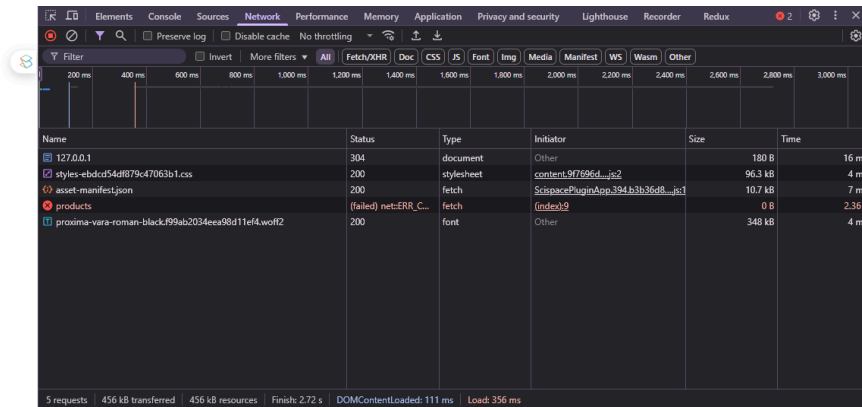 Elements Console Sources Network Performance Memory Application Privacy and security Lighthouse Recorder Redux 2
Preserve log Disable cache No throttling
Filter Invert More filters All Fetch/XHR Doc CSS JS Font Img Media Manifest WS Wasm Other
200 ms 400 ms 600 ms 800 ms 1,000 ms 1,200 ms 1,400 ms 1,600 ms 1,800 ms 2,000 ms 2,200 ms 2,400 ms 2,600 ms 2,800 ms 3,000 ms
Name Status Type Initiator Size Time
127.0.0.1 304 document Other 180 B 16 m
styles-ebdcd54df879c47063b1.css 200 stylesheet content.9f7696d....js:2 96.3 kB 4 m
asset-manifest.json 200 fetch ScispacePluginApp.394.b3b36d8....js:1 10.7 kB 7 m
products (failed) net::ERR_C... fetch (index):9 0 B 2.36
proxima-vara-roman-black.f99ab2034eea98d11ef4.woff2 200 font Other 348 kB 4 m
5 requests 456 kB transferred 456 kB resources Finish: 2.72 s DOMContentLoaded: 111 ms Load: 356 ms